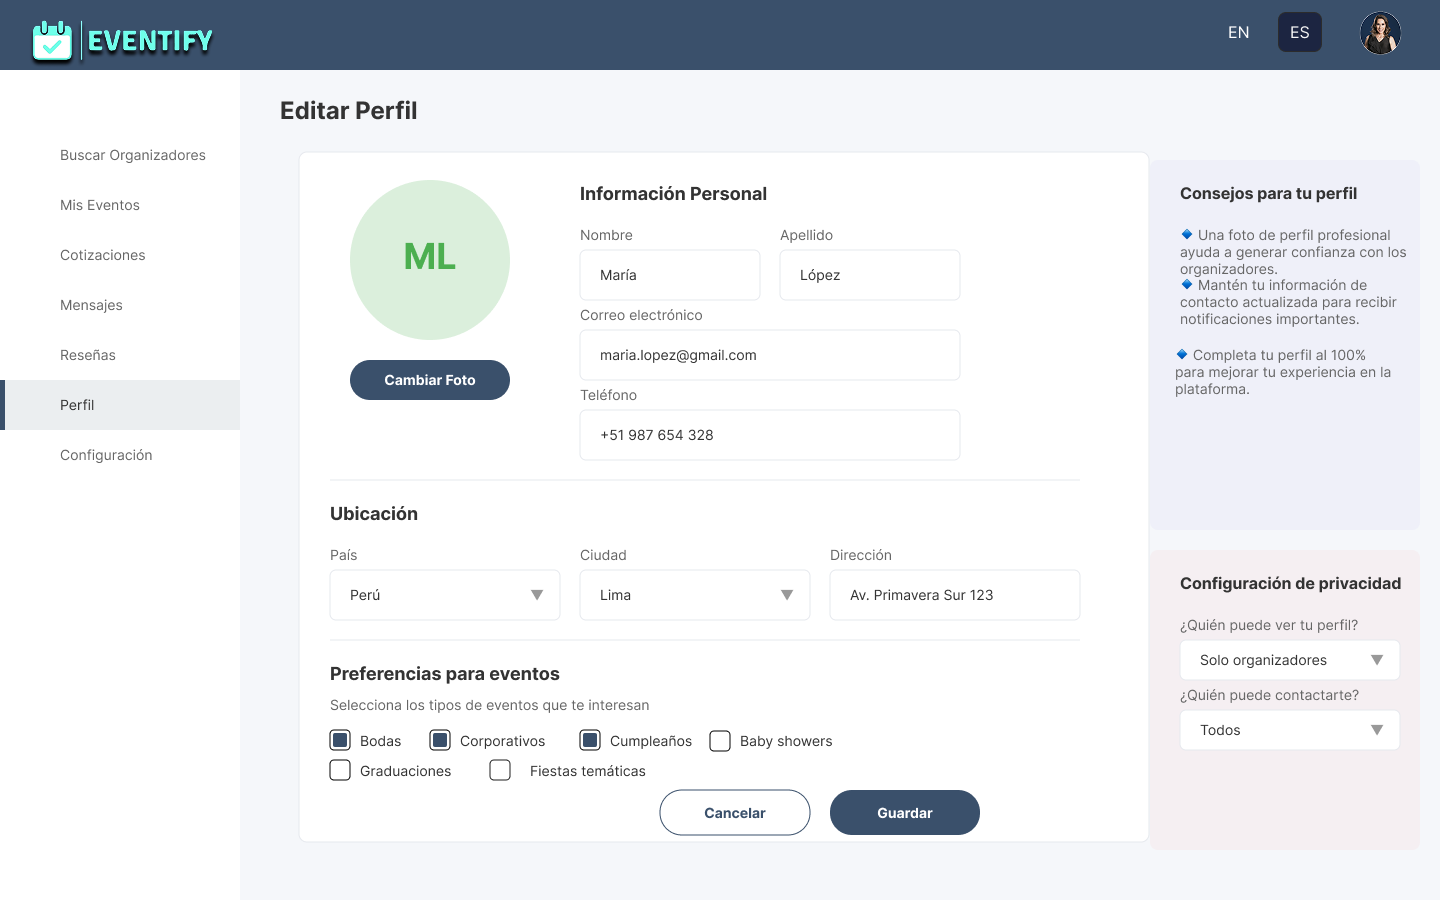 EVENTIFY
EN
ES
Buscar Organizadores
Mis Eventos
Cotizaciones
Mensajes
Reseñas
Perfil
Configuración
Editar Perfil
ML
Cambiar Foto
Información Personal
Nombre
Apellido
María
López
Correo electrónico
maria.lopez@gmail.com
Teléfono
+51 987 654 328
Ubicación
País
Ciudad
Dirección
Perú
Lima
Av. Primavera Sur 123
Preferencias para eventos
Selecciona los tipos de eventos que te interesan
Bodas
Corporativos
Cumpleaños
Baby showers
Graduaciones
Fiestas temáticas
Cancelar
Guardar
Consejos para tu perfil
🔹 Una foto de perfil profesional
ayuda a generar confianza con los
organizadores.
🔹 Mantén tu información de
contacto actualizada para recibir
notificaciones importantes.
🔹 Completa tu perfil al 100%
para mejorar tu experiencia en la
plataforma.
Configuración de privacidad
¿Quién puede ver tu perfil?
Solo organizadores
¿Quién puede contactarte?
Todos